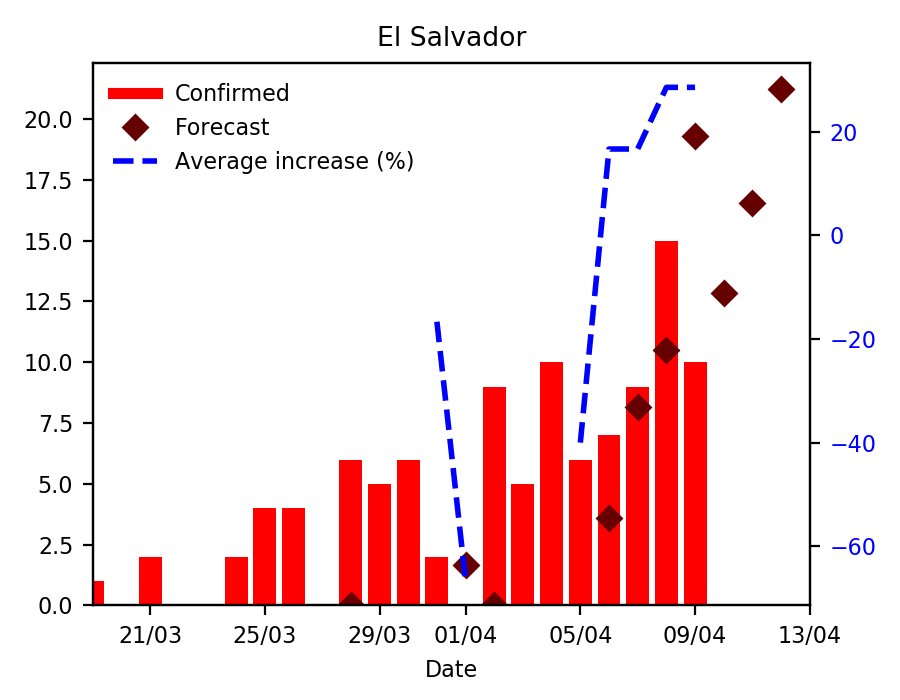 El Salvador
Confirmed
Forecast
Average increase (%)
20.0
17.5
15.0
12.5
10.0
7.5
5.0
2.5
0.0
20
0
−20
−40
−60
21/03 25/03 29/03 01/04 05/04 09/04 13/04
Date